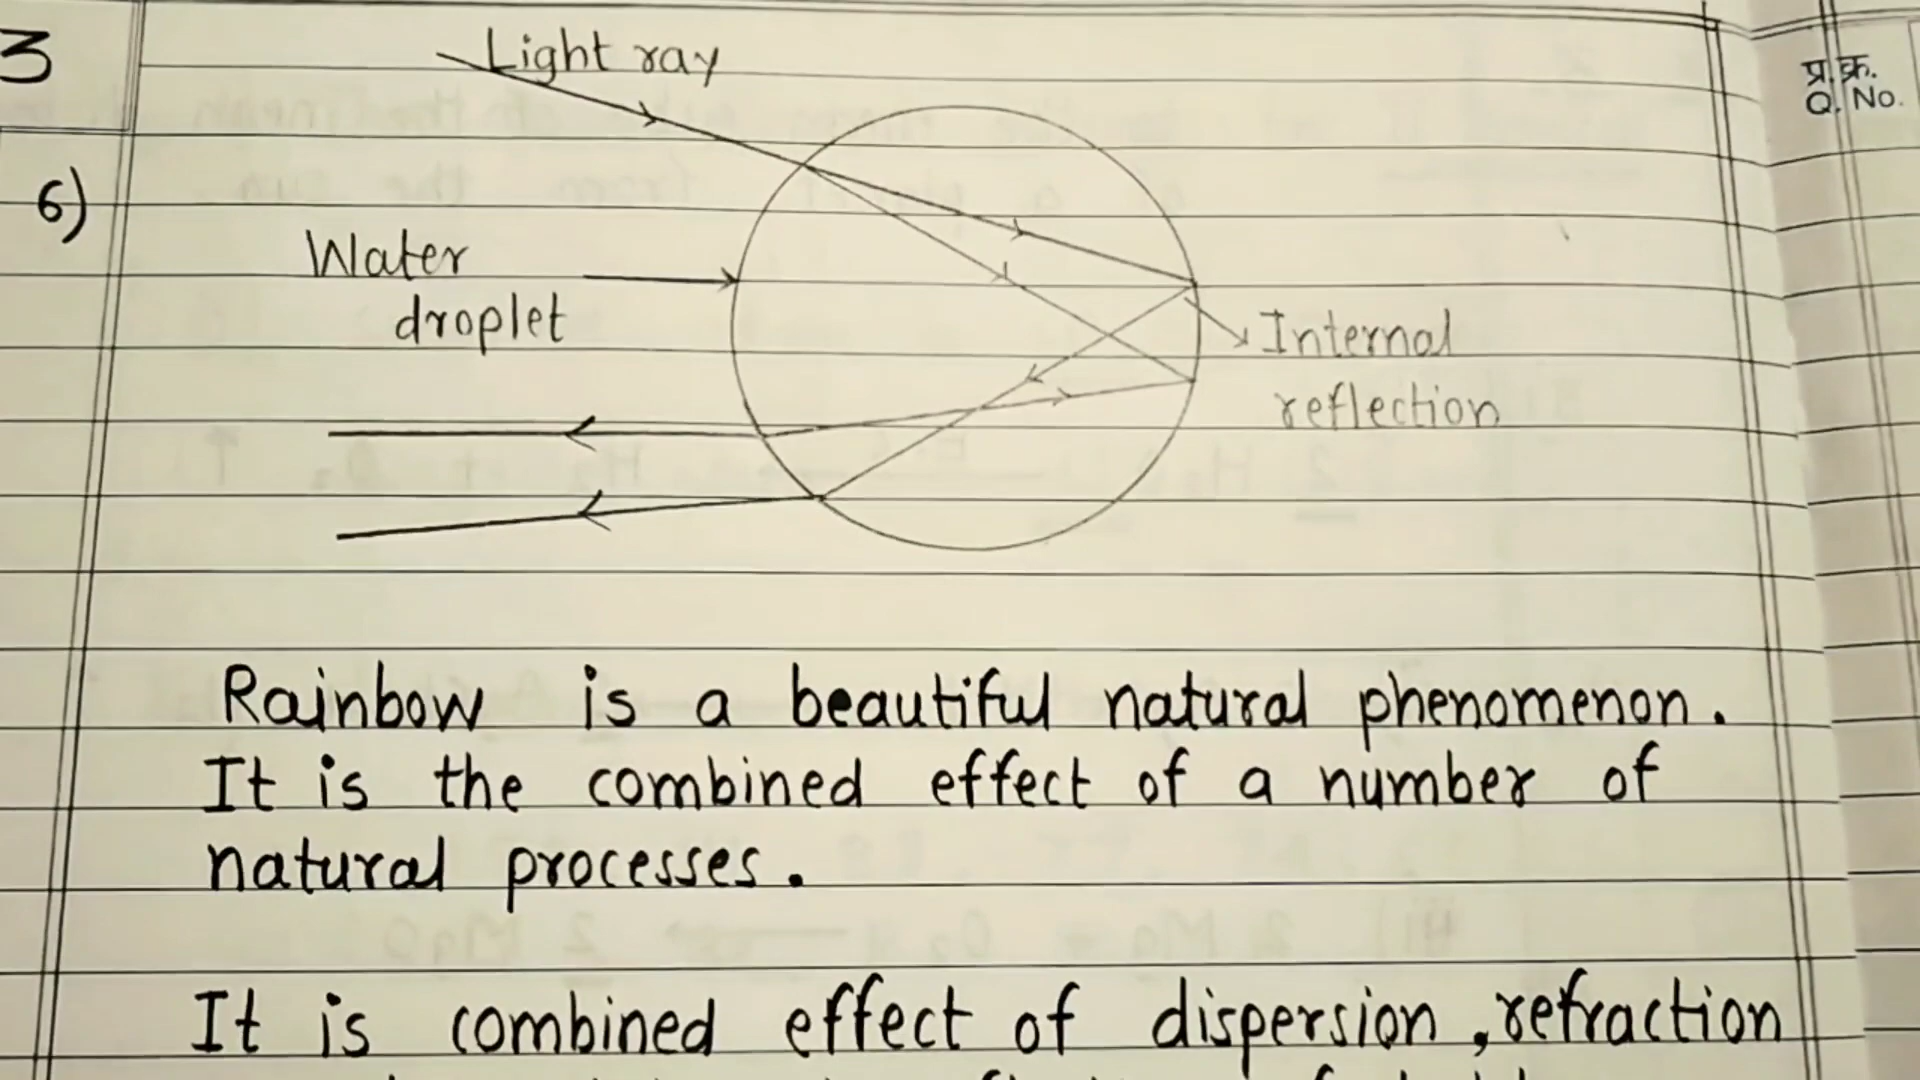 3
प्र. क्र.
Q. No.
6)
Light ray
Water
droplet
Internal
reflection
Rainbow is a beautiful natural phenomenon.
It is the combined effect of a number of
natural processes.
It is combined effect of dispersion, refraction